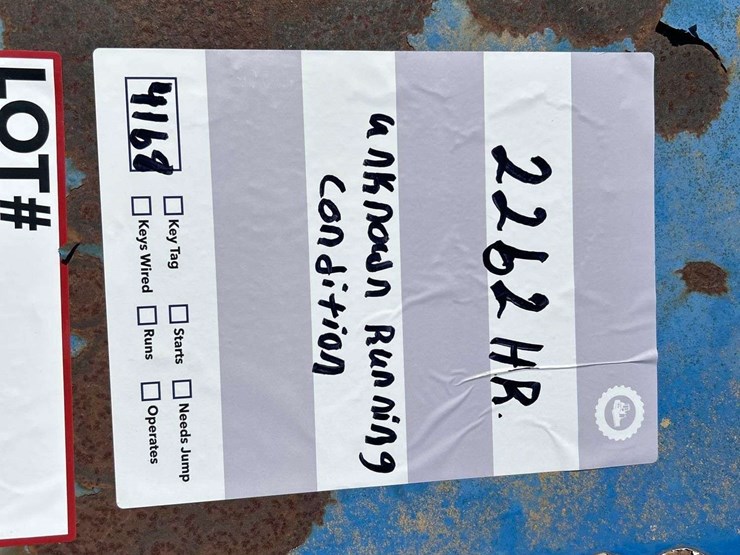 2262 HR.
unknown Running
condition
4168
Key Tag
Starts
Needs Jump
Keys Wired
Runs
Operates
LOT#